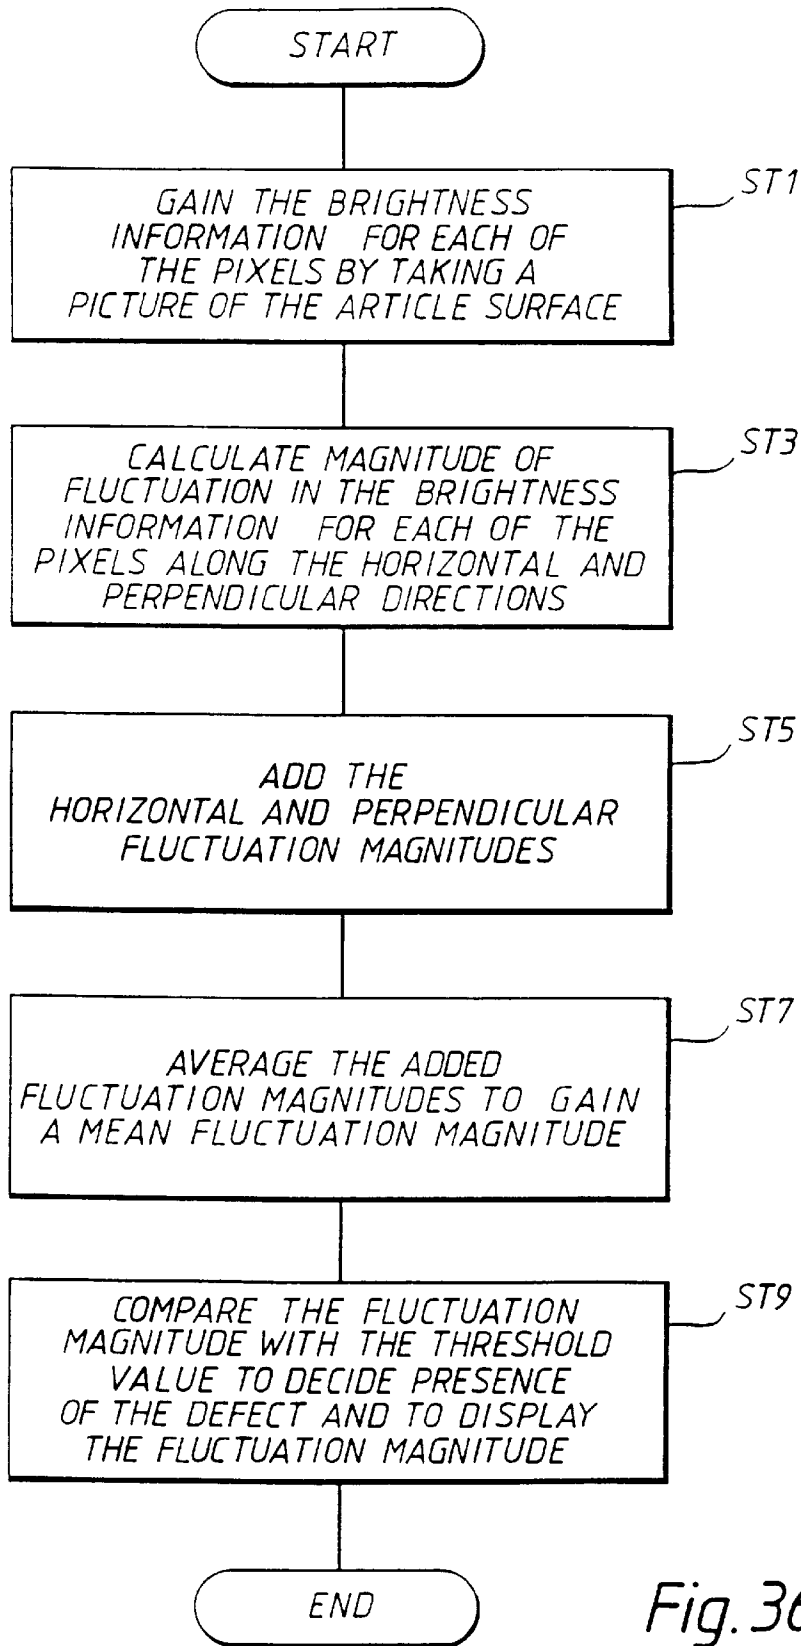 START
GAIN THE BRIGHTNESS
INFORMATION FOR EACH OF
THE PIXELS BY TAKING A
PICTURE OF THE ARTICLE SURFACE
ST1
CALCULATE MAGNITUDE OF
FLUCTUATION IN THE BRIGHTNESS
INFORMATION FOR EACH OF THE
PIXELS ALONG THE HORIZONTAL AND
PERPENDICULAR DIRECTIONS
ST3
ADD THE
HORIZONTAL AND PERPENDICULAR
FLUCTUATION MAGNITUDES
ST5
AVERAGE THE ADDED
FLUCTUATION MAGNITUDES TO GAIN
A MEAN FLUCTUATION MAGNITUDE
ST7
COMPARE THE FLUCTUATION
MAGNITUDE WITH THE THRESHOLD
VALUE TO DECIDE PRESENCE
OF THE DEFECT AND TO DISPLAY
THE FLUCTUATION MAGNITUDE
ST9
END
Fig. 36